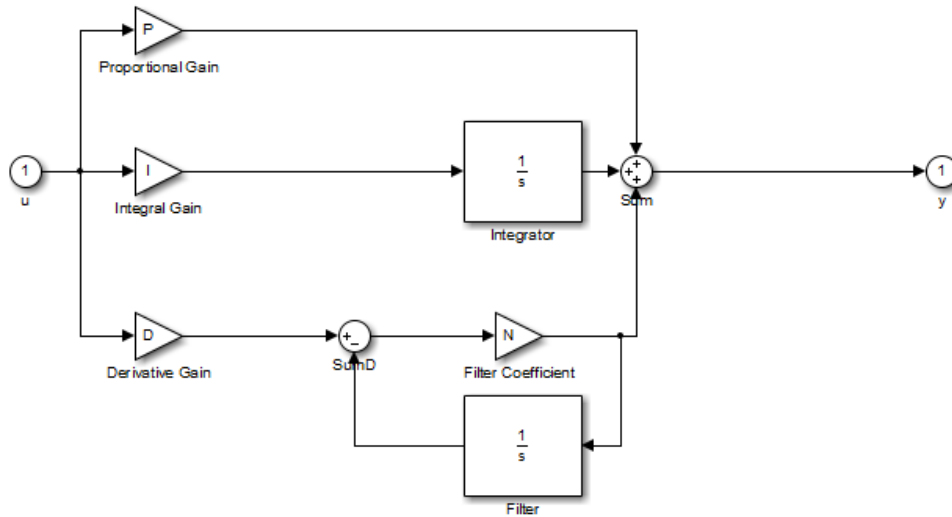 P
Proportional Gain
1
u
I
Integral Gain
1
s
Integrator
+
+
+
Sum
1
y
D
Derivative Gain
+
−
SumD
N
Filter Coefficient
1
s
Filter